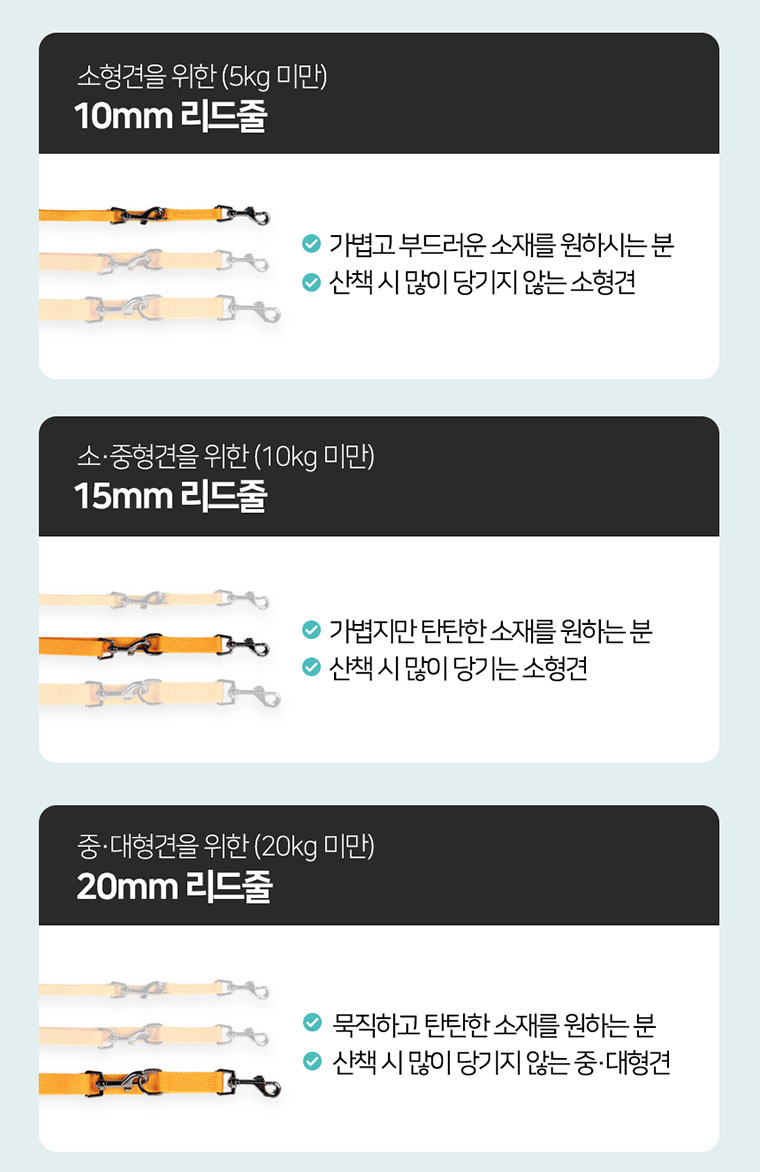 소형견을 위한 (5kg 미만)
10mm 리드줄
가볍고 부드러운 소재를 원하시는 분
산책 시 많이 당기지 않는 소형견
소·중형견을 위한 (10kg 미만)
15mm 리드줄
가볍지만 탄탄한 소재를 원하는 분
산책 시 많이 당기는 소형견
중·대형견을 위한 (20kg 미만)
20mm 리드줄
묵직하고 탄탄한 소재를 원하는 분
산책 시 많이 당기지 않는 중·대형견